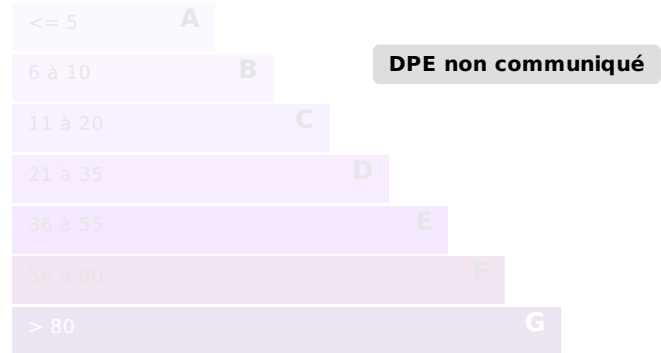 <= 5 A
DPE non communiqué
6 à 10 B
11 à 20 C
21 à 35 D
36 à 55 E
56 à 80 F
> 80 G